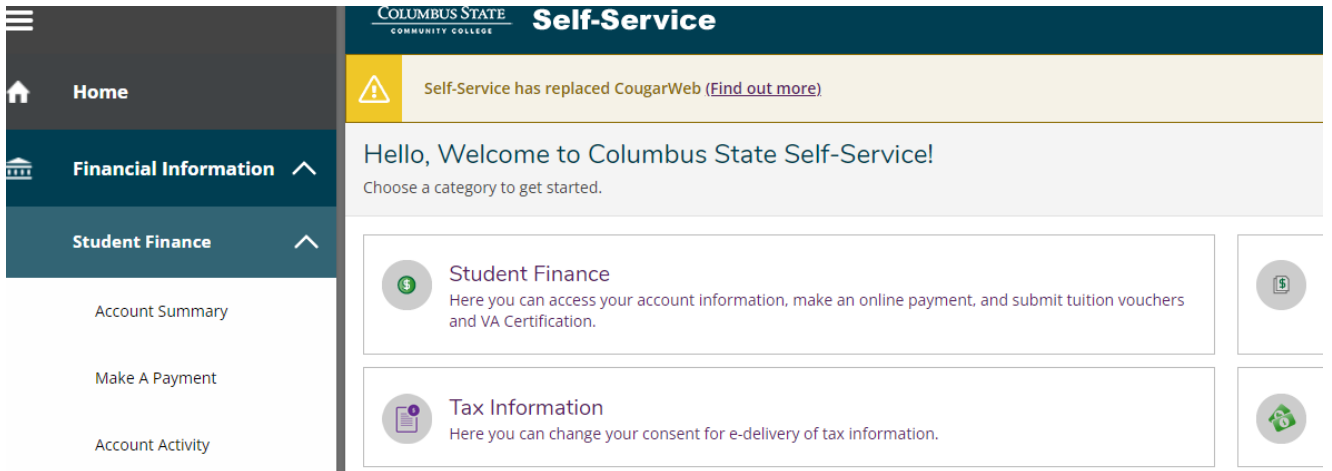 COLUMBUS STATE
COMMUNITY COLLEGE
Self-Service
Home
Financial Information
Student Finance
Account Summary
Make A Payment
Account Activity
Self-Service has replaced CougarWeb (Find out more)
Hello, Welcome to Columbus State Self-Service!
Choose a category to get started.
Student Finance
Here you can access your account information, make an online payment, and submit tuition vouchers
and VA Certification.
Tax Information
Here you can change your consent for e-delivery of tax information.